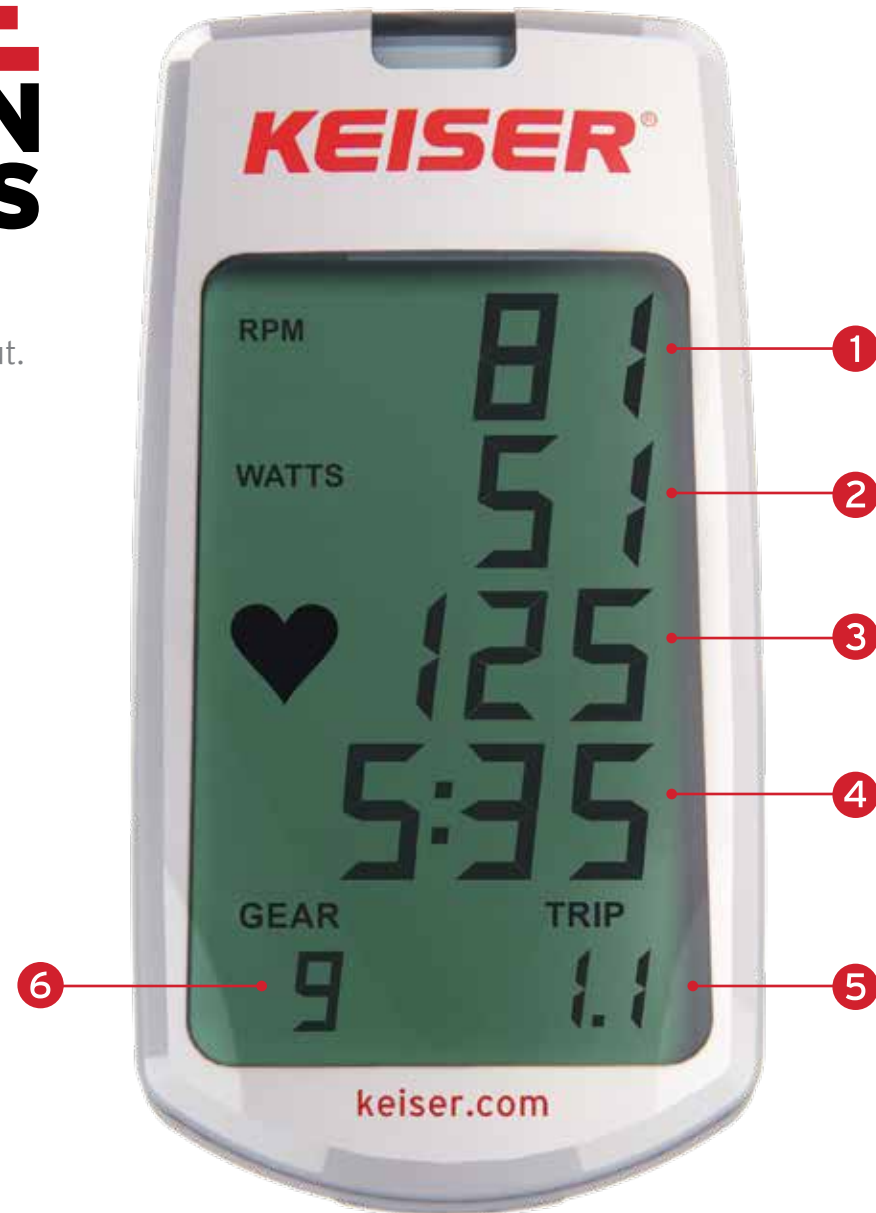 KEISER®
RPM 81 1
WATTS 51 2
125 3
5:35 4
GEAR TRIP
6 9 1.1 5
keiser.com